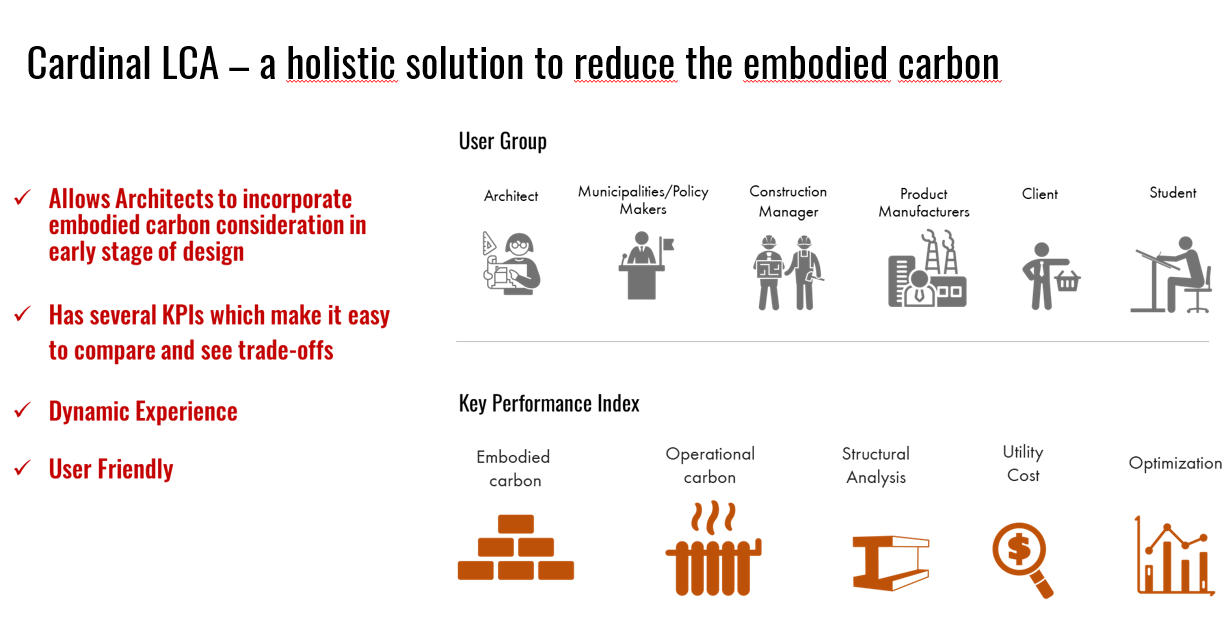 Cardinal LCA – a holistic solution to reduce the embodied carbon
✓ Allows Architects to incorporate
embodied carbon consideration in
early stage of design
✓ Has several KPIs which make it easy
to compare and see trade-offs
✓ Dynamic Experience
✓ User Friendly
User Group
Architect
Municipalities/Policy
Makers
Construction
Manager
Product
Manufacturers
Client
Student
Key Performance Index
Embodied
carbon
Operational
carbon
Structural
Analysis
Utility
Cost
Optimization
$